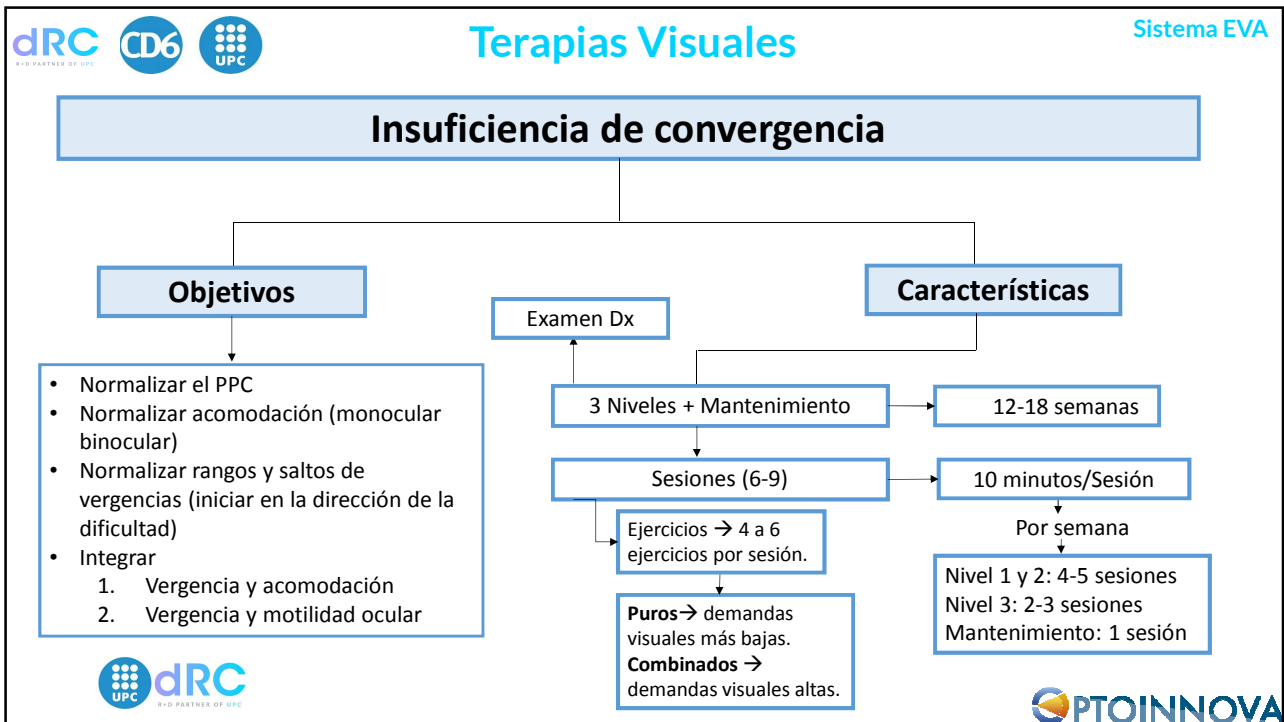 dRC
R+D PARTNER OF UPC
CD6
UPC
Terapias Visuales
Sistema EVA
Insuficiencia de convergencia
Objetivos
• Normalizar el PPC
• Normalizar acomodación (monocular
binocular)
• Normalizar rangos y saltos de
vergencias (iniciar en la dirección de la
dificultad)
• Integrar
1. Vergencia y acomodación
2. Vergencia y motilidad ocular
Características
Examen Dx
3 Niveles + Mantenimiento
12-18 semanas
Sesiones (6-9)
10 minutos/Sesión
Ejercicios → 4 a 6
ejercicios por sesión.
Puros→ demandas
visuales más bajas.
Combinados →
demandas visuales altas.
Por semana
Nivel 1 y 2: 4-5 sesiones
Nivel 3: 2-3 sesiones
Mantenimiento: 1 sesión
UPC
dRC
R+D PARTNER OF UPC
OPTOINNOVA